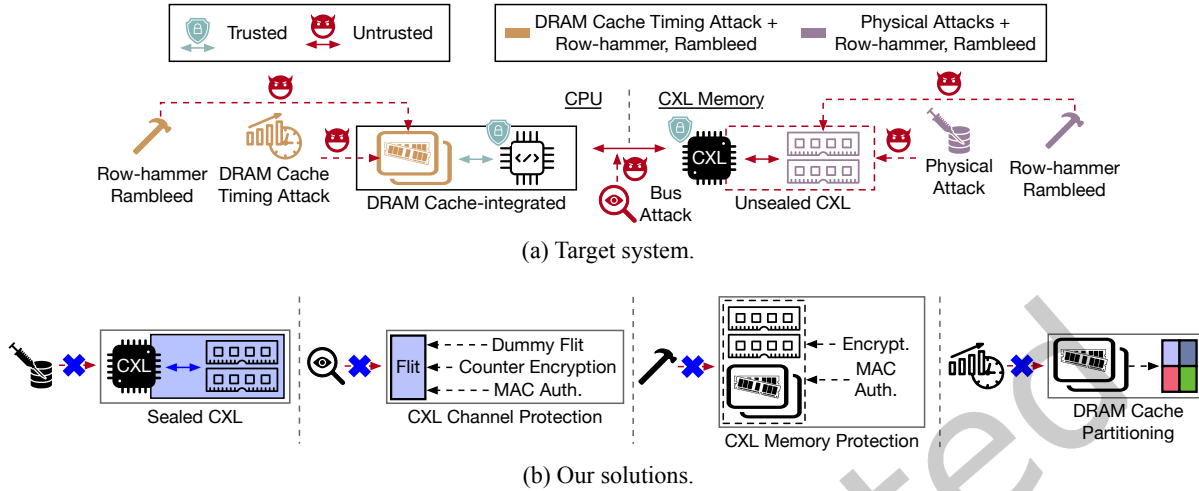 Trusted
Untrusted
DRAM Cache Timing Attack +
Row-hammer, Rambleed
Physical Attacks +
Row-hammer, Rambleed
CPU
CXL Memory
Row-hammer
Rambleed
DRAM Cache
Timing Attack
DRAM Cache-integrated
Bus
Attack
CXL
Unsealed CXL
Physical
Attack
Row-hammer
Rambleed
(a) Target system.
CXL
Sealed CXL
Flit
Dummy Flit
Counter Encryption
MAC Auth.
CXL Channel Protection
Encrypt.
MAC
Auth.
CXL Memory Protection
DRAM Cache
Partitioning
(b) Our solutions.
ted